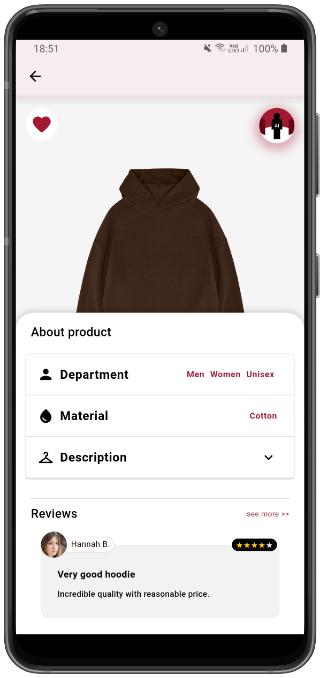 18:51
100%
AI
About product
Department Men Women Unisex
Material Cotton
Description
Reviews see more >>
Hannah B.
Very good hoodie
Incredible quality with reasonable price.